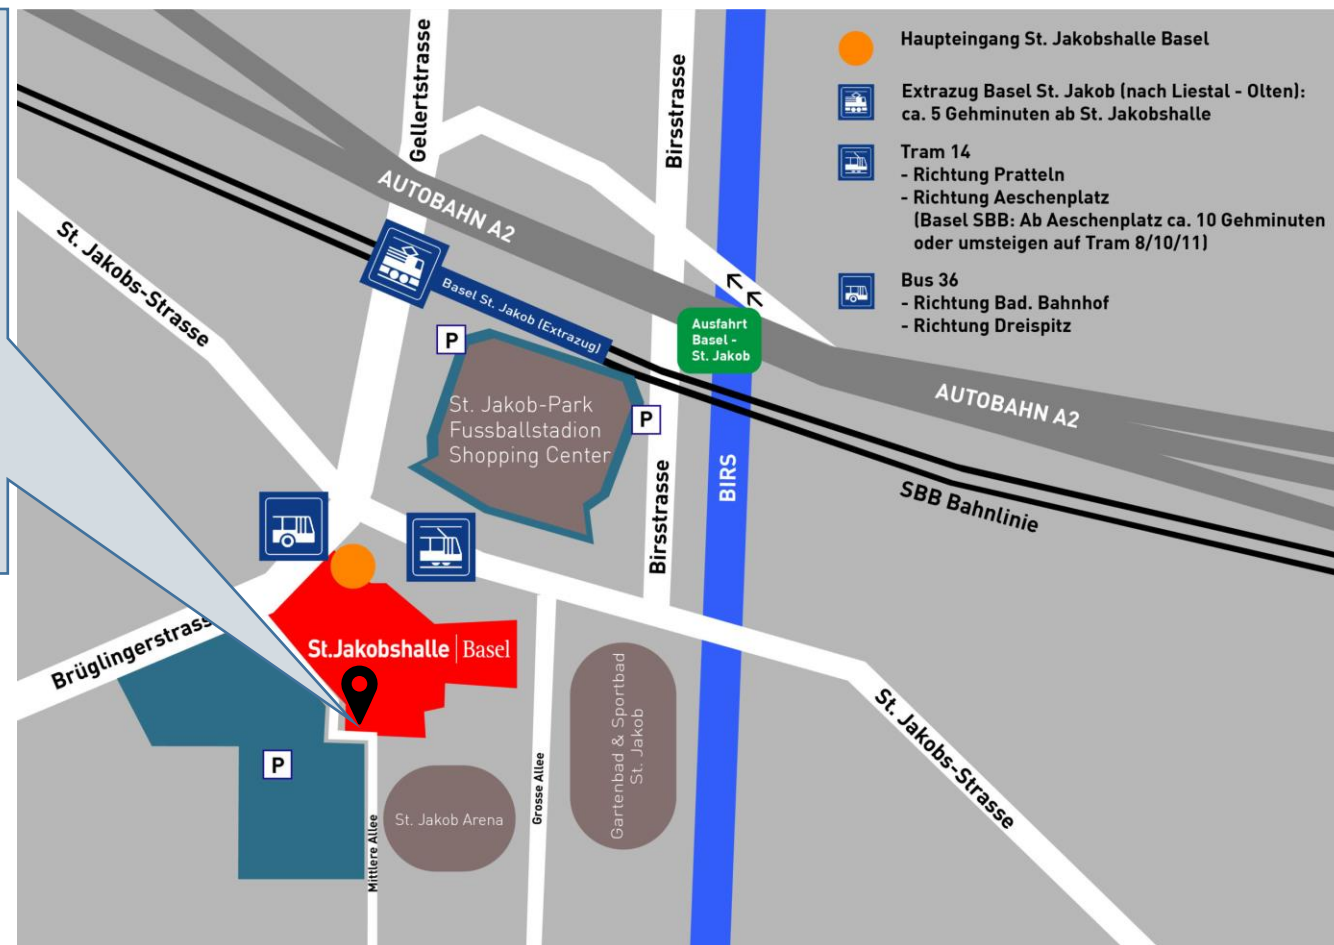 Haupteingang St. Jakobshalle Basel
Extrazug Basel St. Jakob (nach Liestal - Olten):
ca. 5 Gehminuten ab St. Jakobshalle
Tram 14
- Richtung Pratteln
- Richtung Aeschenplatz
(Basel SBB: Ab Aeschenplatz ca. 10 Gehminuten
oder umsteigen auf Tram 8/10/11)
Bus 36
- Richtung Bad. Bahnhof
- Richtung Dreispitz
Gellertstrasse
Birsstrasse
AUTOBAHN A2
St. Jakobs-Strasse
Basel St. Jakob (Extrazug)
Ausfahrt
Basel -
St. Jakob
P
St. Jakob-Park
Fussballstadion
Shopping Center
P
AUTOBAHN A2
BIRS
SBB Bahnlinie
Birsstrasse
Brüglingerstrass
St.Jakobshalle | Basel
Gartenbad & Sportbad
St. Jakob
St. Jakobs-Strasse
P
St. Jakob Arena
Grosse Allee
Mittlere Allee